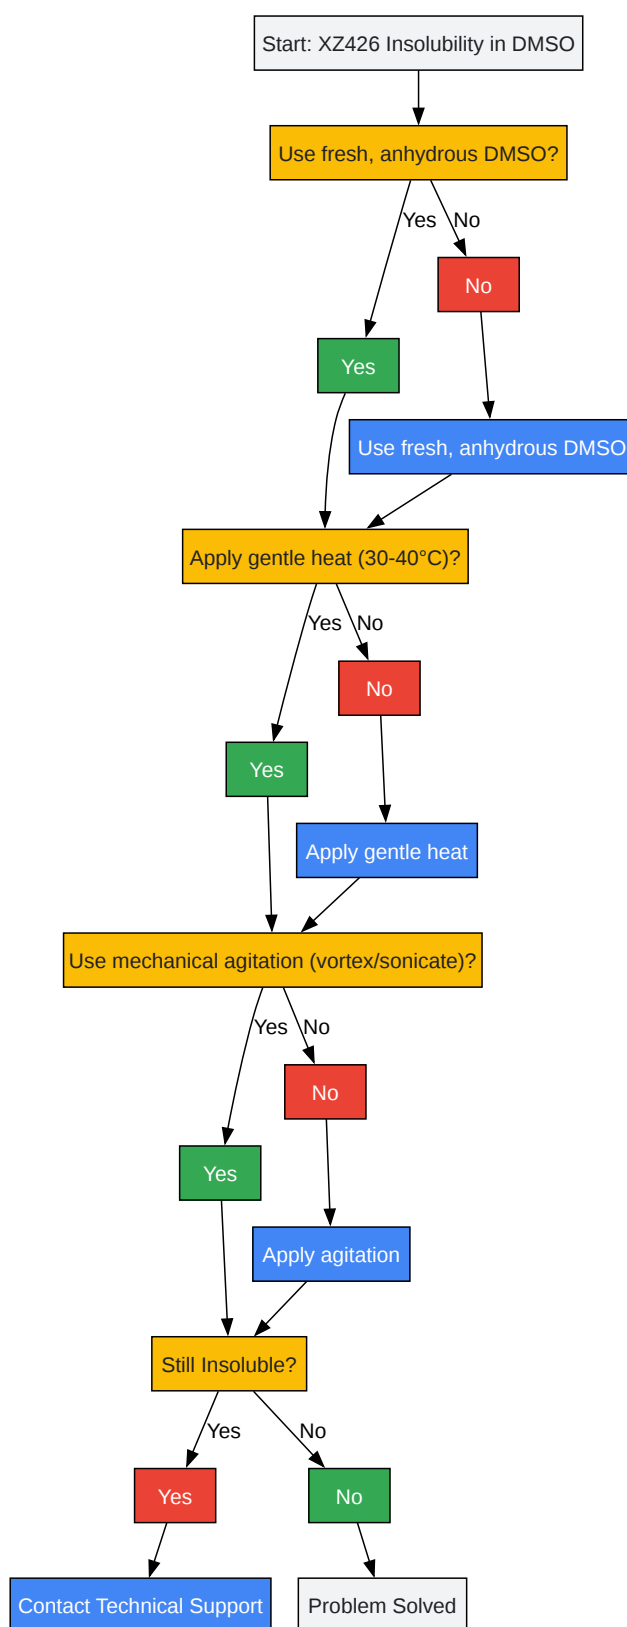 Start: XZ426 Insolubility in DMSO
Use fresh, anhydrous DMSO?
Yes
No
No
Yes
Use fresh, anhydrous DMSO
Apply gentle heat (30-40°C)?
Yes
No
No
Yes
Apply gentle heat
Use mechanical agitation (vortex/sonicate)?
Yes
No
No
Yes
Apply agitation
Still Insoluble?
Yes
No
Yes
No
Contact Technical Support
Problem Solved